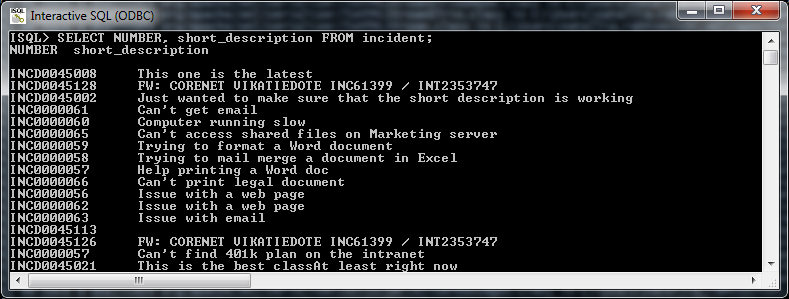 Interactive SQL (ODBC)
ISQL> SELECT NUMBER, short_description FROM incident;
NUMBER short_description
INCD0045008 This one is the latest
INCD0045128 FW: CORENET VIKATIEDOTE INC61399 / INT2353747
INCD0045002 Just wanted to make sure that the short description is working
INC0000061 Can't get email
INC0000060 Computer running slow
INC0000065 Can't access shared files on Marketing server
INC0000059 Trying to format a Word document
INC0000058 Trying to mail merge a document in Excel
INC0000057 Help printing a Word doc
INC0000066 Can't print legal document
INC0000056 Issue with a web page
INC0000062 Issue with a web page
INC0000063 Issue with email
INCD0045113
INCD0045126 FW: CORENET VIKATIEDOTE INC61399 / INT2353747
INC0000057 Can't find 401k plan on the intranet
INCD0045021 This is the best classAt least right now